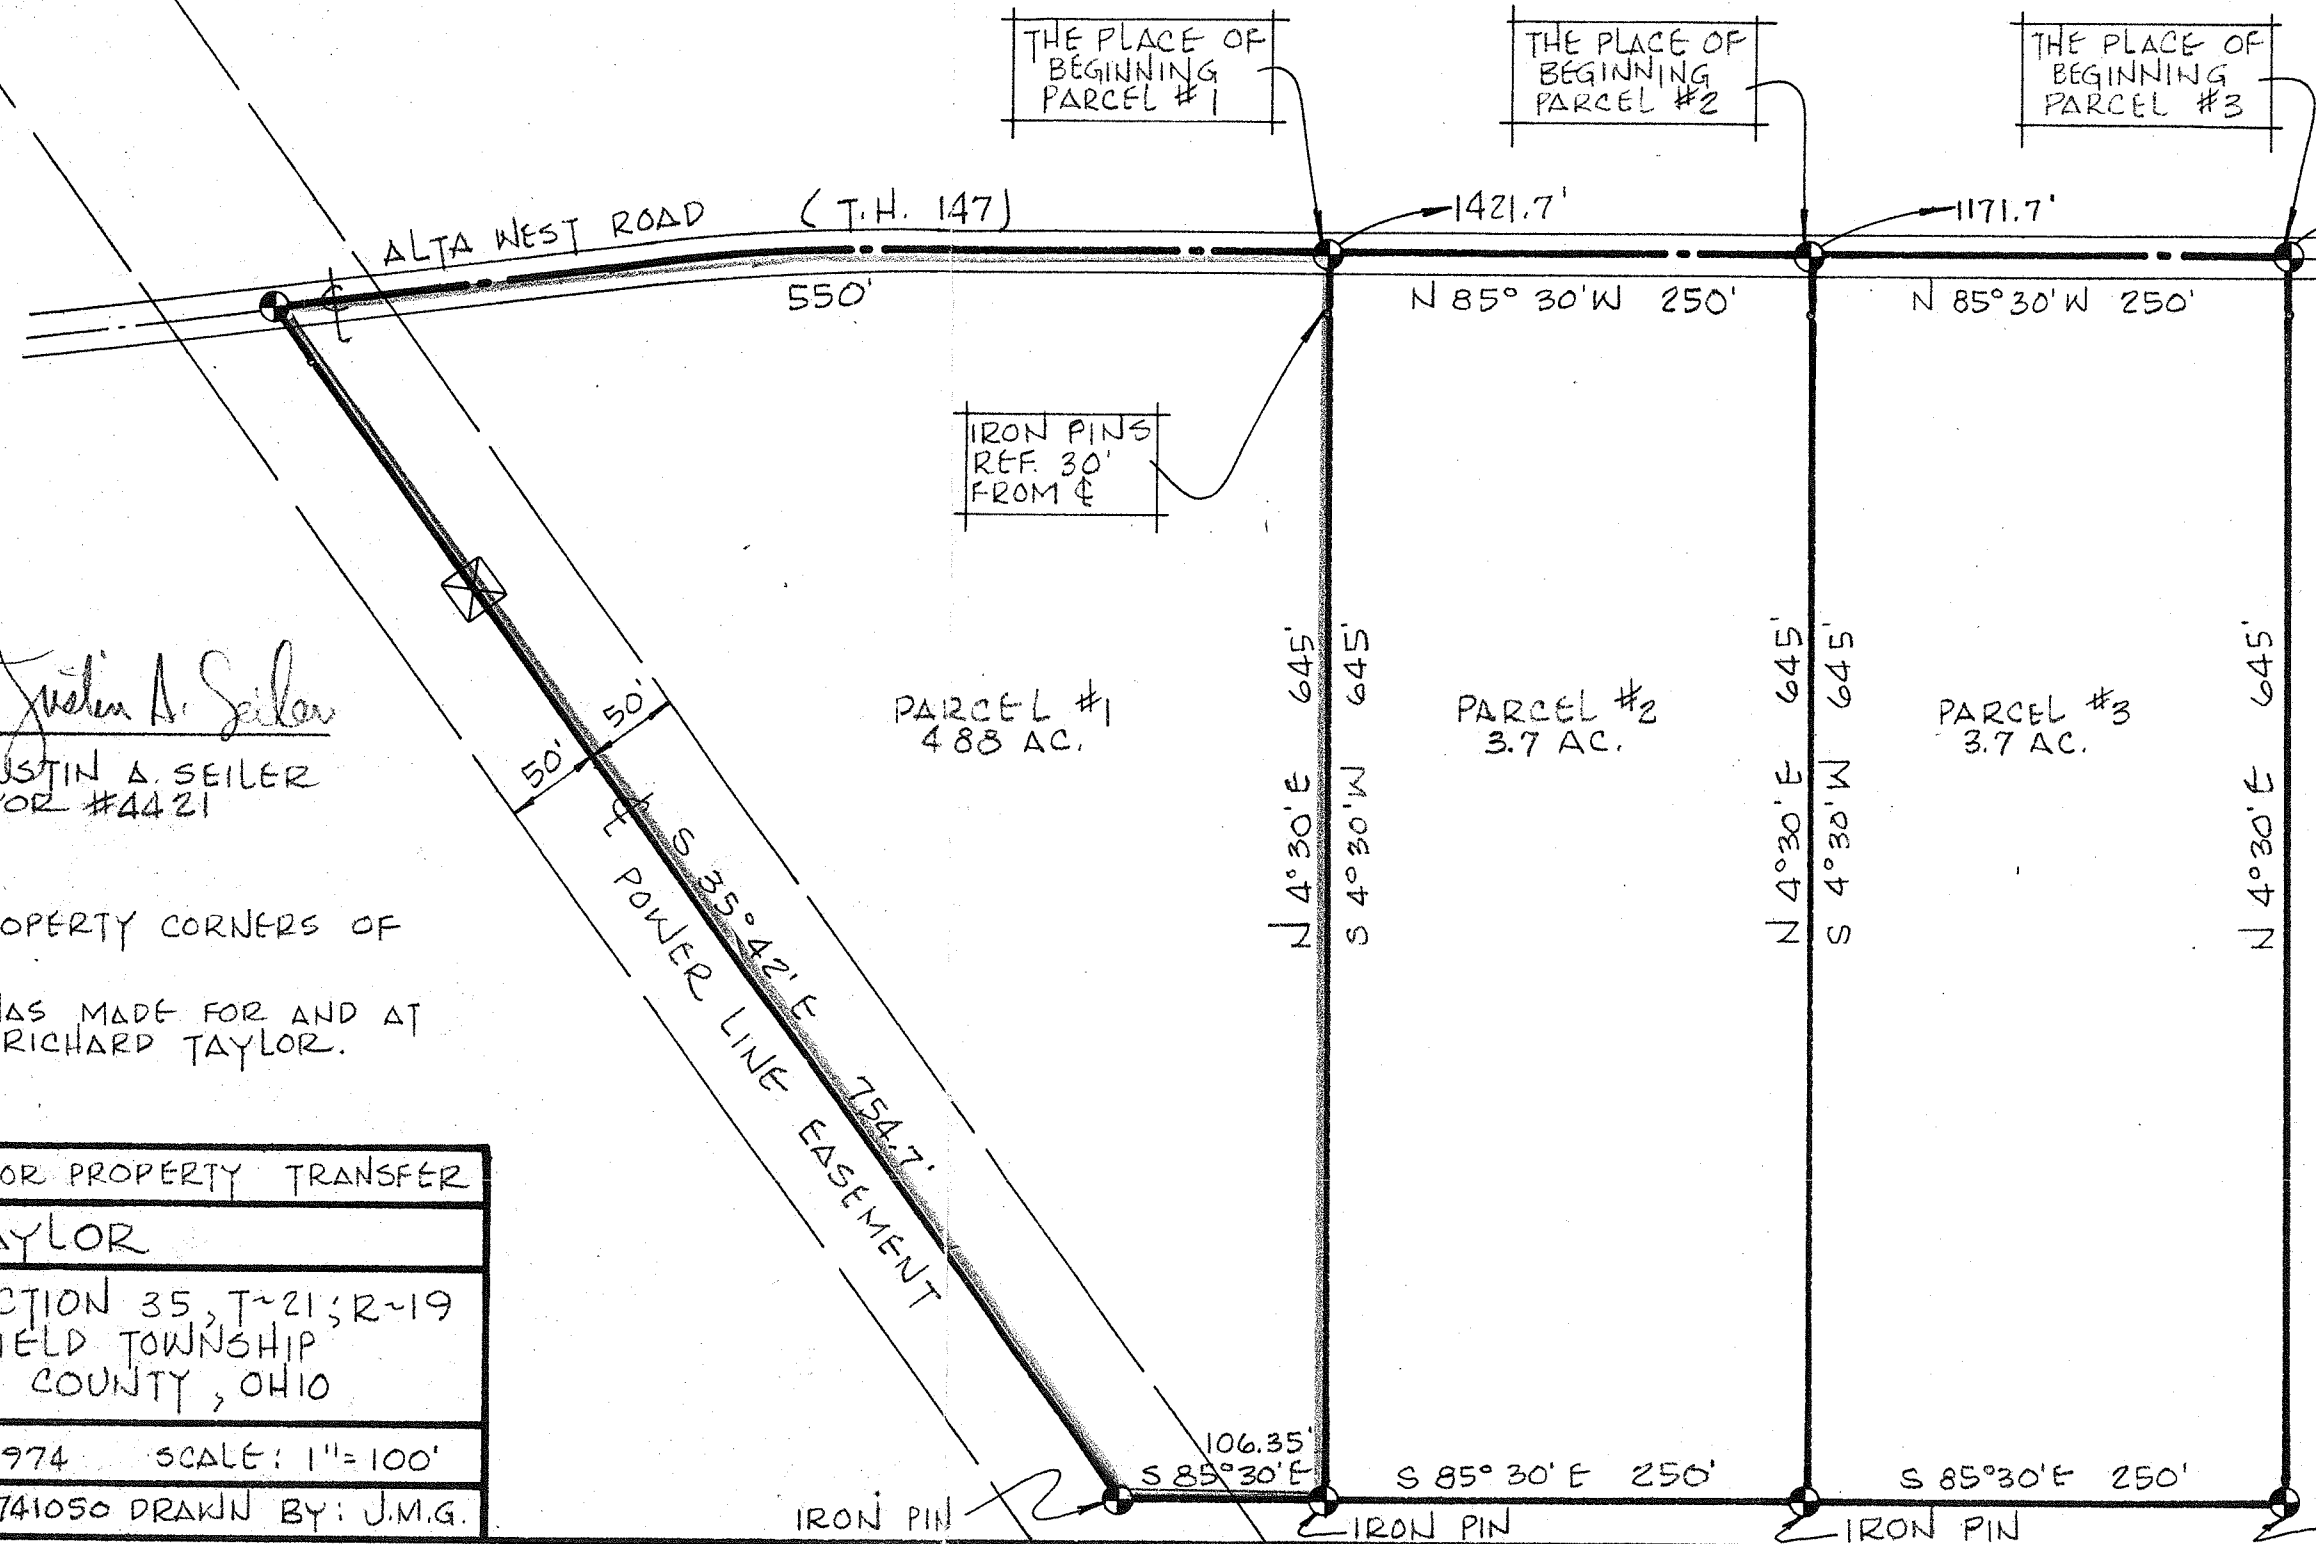 THE PLACE OF
BEGINNING
PARCEL #1
THE PLACE OF
BEGINNING
PARCEL #2
THE PLACE OF
BEGINNING
PARCEL #3
ALTA WEST ROAD (T.H. 147)
1421.7'
1171.7'
℄
550'
N 85° 30' W 250'
N 85° 30' W 250'
IRON PINS
REF. 30'
FROM ℄
Justin A. Seiler
USTIN A. SEILER
YOR #4421
50'
50'
PARCEL #1
4 88 AC.
PARCEL #2
3.7 AC.
PARCEL #3
3.7 AC.
N 4° 30' E 645'
S 4° 30' W 645'
N 4° 30' E 645'
S 4° 30' W 645'
N 4° 30' E 645'
S 35° 42' E 754.7'
℄ POWER LINE EASEMENT
OPERTY CORNERS OF
WAS MADE FOR AND AT
RICHARD TAYLOR.
OR PROPERTY TRANSFER
AYLOR
CTION 35, T~21; R~19
IELD TOWNSHIP
COUNTY, OHIO
974 SCALE: 1"= 100'
741050 DRAWN BY: J.M.G.
106.35'
S 85° 30' E
S 85° 30' E 250'
S 85° 30' E 250'
IRON PIN
IRON PIN
IRON PIN